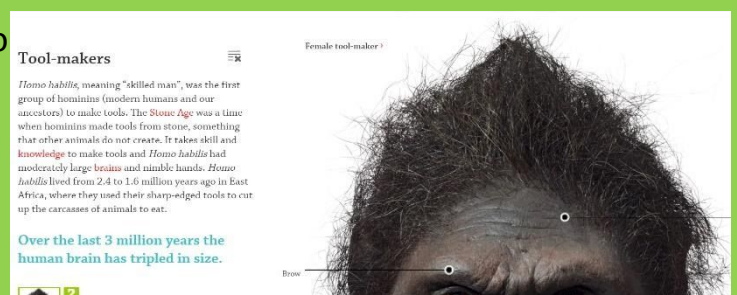 Tool-makers
Female tool-maker ›
Homo habilis, meaning "skilled man", was the first
group of hominins (modern humans and our
ancestors) to make tools. The Stone Age was a time
when hominins made tools from stone, something
that other animals do not create. It takes skill and
knowledge to make tools and Homo habilis had
moderately large brains and nimble hands. Homo
habilis lived from 2.4 to 1.6 million years ago in East
Africa, where they used their sharp-edged tools to cut
up the carcasses of animals to eat.
Over the last 3 million years the
human brain has tripled in size.
Brow
?